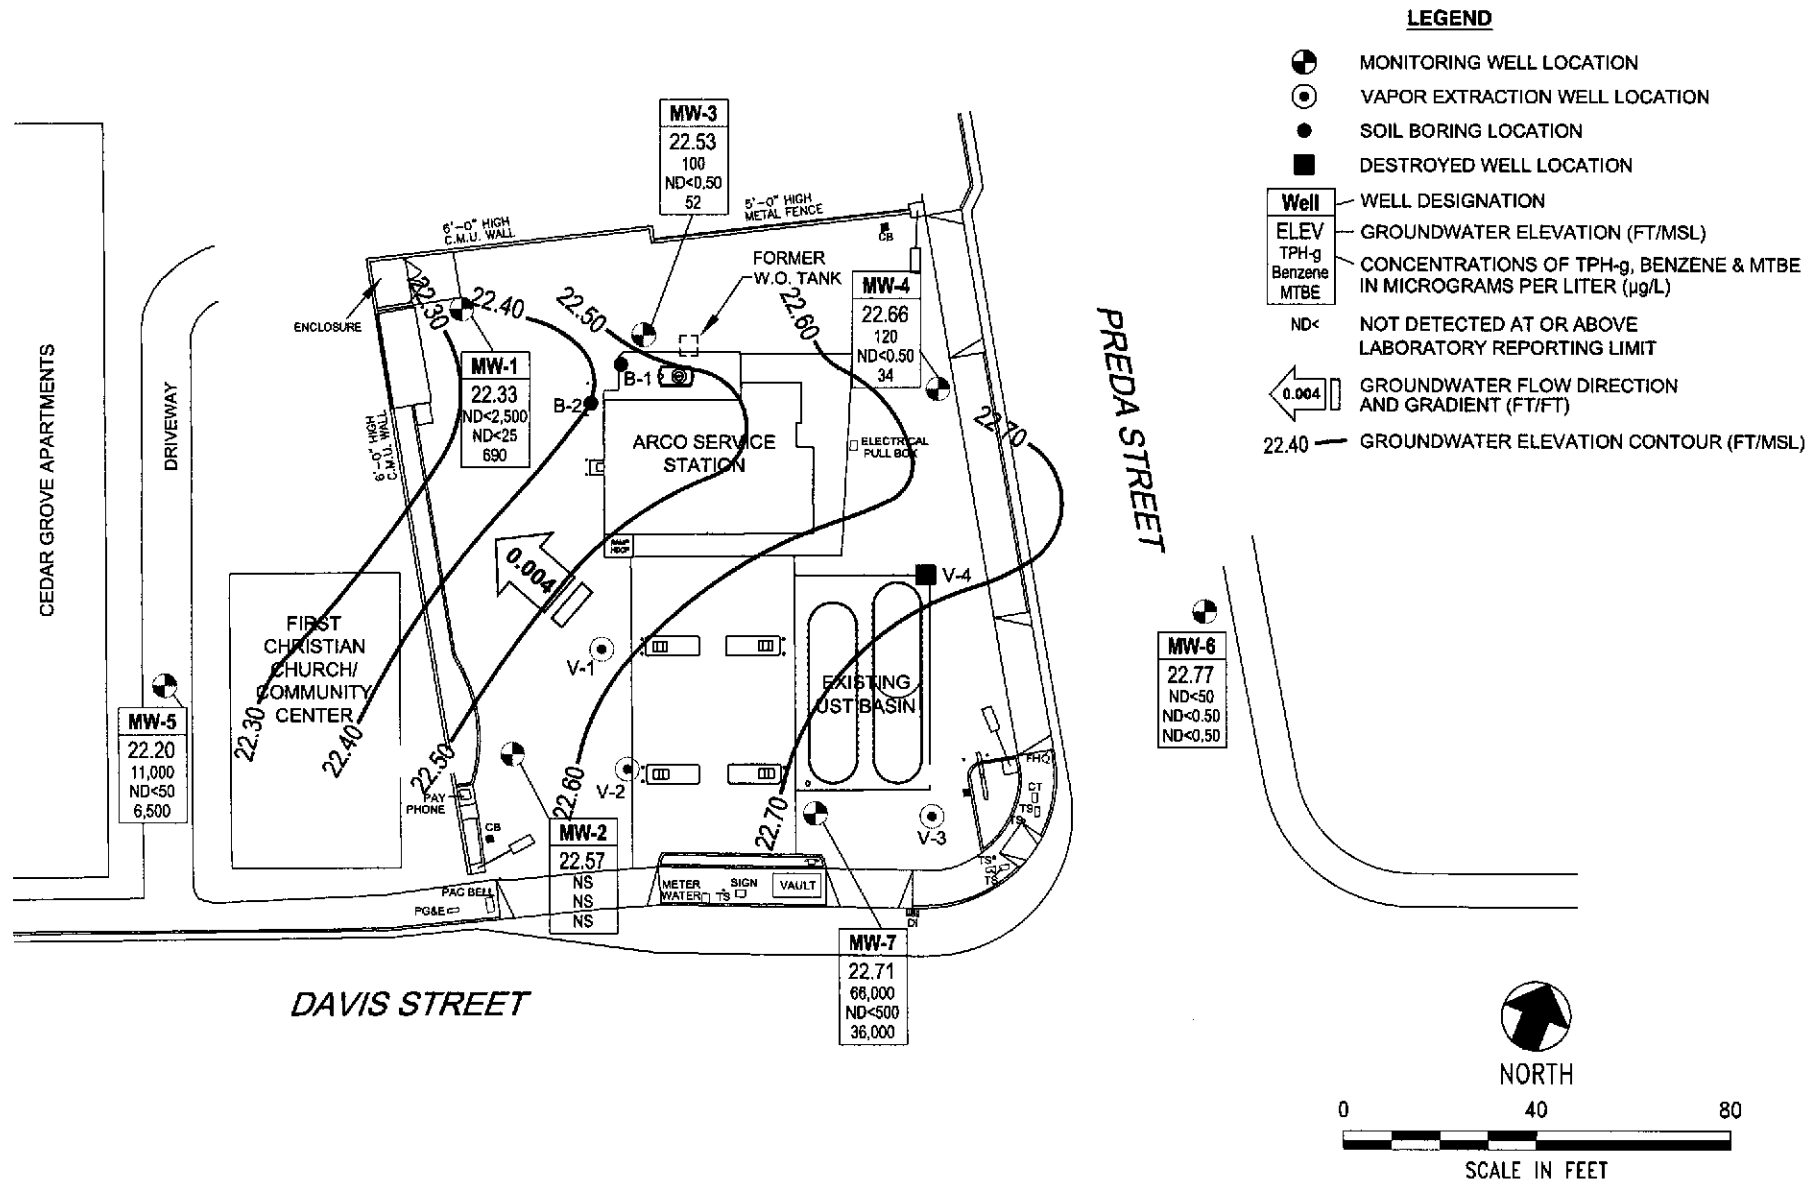 LEGEND
MONITORING WELL LOCATION
VAPOR EXTRACTION WELL LOCATION
SOIL BORING LOCATION
DESTROYED WELL LOCATION
Well
WELL DESIGNATION
ELEV
GROUNDWATER ELEVATION (FT/MSL)
TPH-g
Benzene
MTBE
CONCENTRATIONS OF TPH-g, BENZENE & MTBE
IN MICROGRAMS PER LITER (µg/L)
ND<
NOT DETECTED AT OR ABOVE
LABORATORY REPORTING LIMIT
0.004
GROUNDWATER FLOW DIRECTION
AND GRADIENT (FT/FT)
22.40
GROUNDWATER ELEVATION CONTOUR (FT/MSL)
MW-3
22.53
100
ND<0.50
52
6'-0" HIGH
C.M.U. WALL
5'-0" HIGH
METAL FENCE
CB
FORMER
W.O. TANK
ENCLOSURE
22.30
22.40
22.50
22.60
MW-4
22.66
120
ND<0.50
34
MW-1
22.33
ND<2,500
ND<25
690
B-1
B-2
ARCO SERVICE
STATION
ELECTRICAL
PULL BOX
22.70
PREDA STREET
CEDAR GROVE APARTMENTS
DRIVEWAY
6'-0" HIGH
C.M.U. WALL
0.004
V-4
FIRST
CHRISTIAN
CHURCH/
COMMUNITY
CENTER
V-1
EXISTING
UST BASIN
MW-6
22.77
ND<50
ND<0.50
ND<0.50
MW-5
22.20
11,000
ND<50
6,500
22.30
22.40
22.50
22.60
22.70
PAY
PHONE
CB
V-2
V-3
FHO
CT
TS
TS
TS
TS
MW-2
22.57
NS
NS
NS
PAC BELL
PG&E
METER
WATER
TS
SIGN
VAULT
DI
MW-7
22.71
66,000
ND<500
36,000
DAVIS STREET
NORTH
0 40 80
SCALE IN FEET